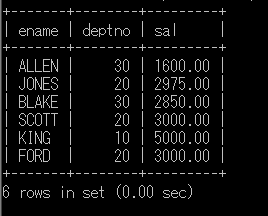 +-------+--------+---------+
| ename | deptno | sal     |
+-------+--------+---------+
| ALLEN |     30 | 1600.00 |
| JONES |     20 | 2975.00 |
| BLAKE |     30 | 2850.00 |
| SCOTT |     20 | 3000.00 |
| KING  |     10 | 5000.00 |
| FORD  |     20 | 3000.00 |
+-------+--------+---------+
6 rows in set (0.00 sec)